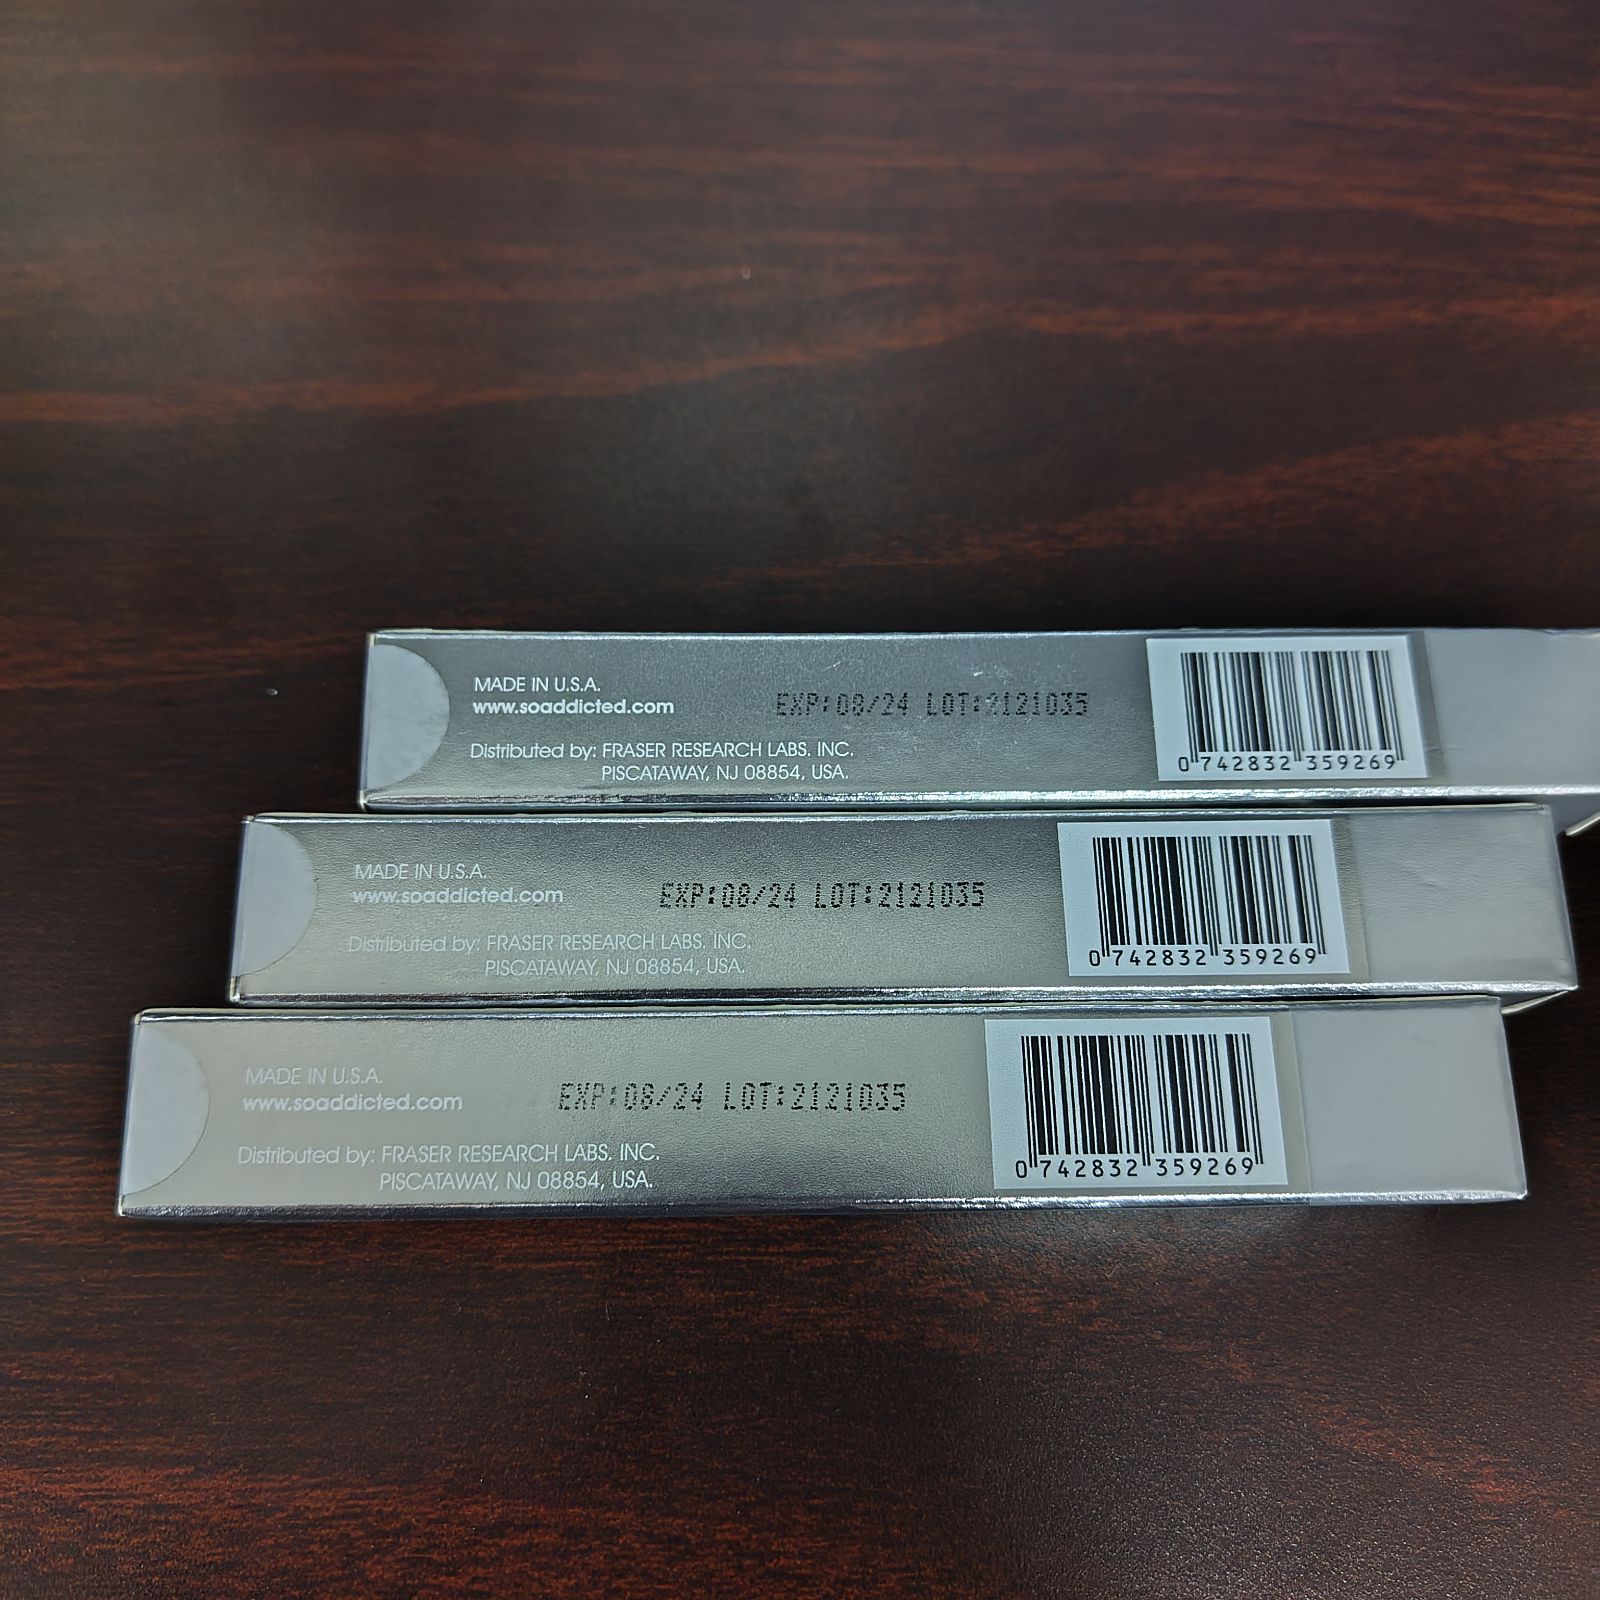 MADE IN U.S.A.
www.soaddicted.com
EXP:08/24 LOT:2121035
Distributed by: FRASER RESEARCH LABS. INC.
PISCATAWAY, NJ 08854, USA.
0 742832 359269
MADE IN U.S.A.
www.soaddicted.com
EXP:08/24 LOT:2121035
Distributed by: FRASER RESEARCH LABS. INC.
PISCATAWAY, NJ 08854, USA.
0 742832 359269
MADE IN U.S.A.
www.soaddicted.com
EXP:08/24 LOT:2121035
Distributed by: FRASER RESEARCH LABS. INC.
PISCATAWAY, NJ 08854, USA.
0 742832 359269